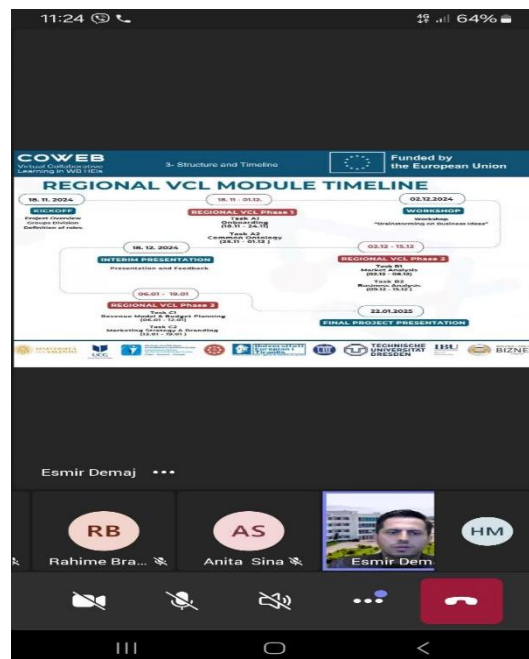 11:24
4G 64%
COWEB
Virtual Collaborative
Learning in WB HEIs
3- Structure and Timeline
Funded by
the European Union
REGIONAL VCL MODULE TIMELINE
18. 11. 2024
KICKOFF
Project Overview
Groups Division
Definition of roles
18. 11 - 01.12.
REGIONAL VCL Phase 1
Task A1
Onboarding
(18.11 - 24.11)
Task A2
Common Ontology
(25.11 - 01.12 )
02.12.2024
WORKSHOP
Workshop
"Brainstorming on Business Ideas"
18. 12. 2024
INTERIM PRESENTATION
Presentation and Feedback
02.12 - 15.12
REGIONAL VCL Phase 2
Task B1
Market Analysis
(02.12 - 08.12)
Task B2
Business Analysis
(09.12 - 15.12 )
06.01 - 19.01
REGIONAL VCL Phase 3
Task C1
Revenue Model & Budget Planning
(06.01 - 12.01)
Task C2
Marketing Strategy & Branding
(13.01 - 19.01 )
22.01.2025
FINAL PROJECT PRESENTATION
UCG
Universiteti
Europian i
Tiranës
TECHNISCHE
UNIVERSITÄT
DRESDEN
IBU
BIZNE
Esmir Demaj •••
RB
AS
HM
Rahime Bra...
Anita Sina
Esmir Dem